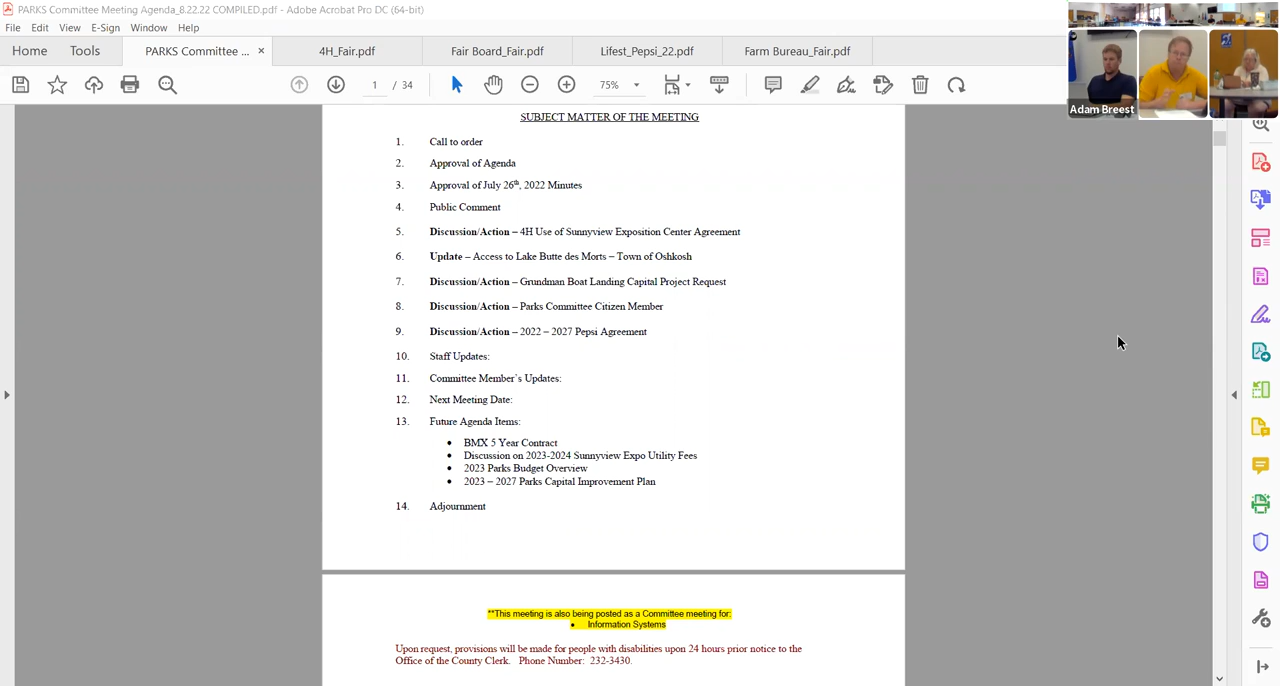 PARKS Committee Meeting Agenda_8.22.22 COMPILED.pdf - Adobe Acrobat Pro DC (64-bit)
File Edit View E-Sign Window Help
Home Tools PARKS Committee ... × 4H_Fair.pdf Fair Board_Fair.pdf Lifest_Pepsi_22.pdf Farm Bureau_Fair.pdf
1 / 34 75%
Adam Breest
SUBJECT MATTER OF THE MEETING
1. Call to order
2. Approval of Agenda
3. Approval of July 26th, 2022 Minutes
4. Public Comment
5. Discussion/Action – 4H Use of Sunnyview Exposition Center Agreement
6. Update – Access to Lake Butte des Morts – Town of Oshkosh
7. Discussion/Action – Grundman Boat Landing Capital Project Request
8. Discussion/Action – Parks Committee Citizen Member
9. Discussion/Action – 2022 – 2027 Pepsi Agreement
10. Staff Updates:
11. Committee Member's Updates:
12. Next Meeting Date:
13. Future Agenda Items:
• BMX 5 Year Contract
• Discussion on 2023-2024 Sunnyview Expo Utility Fees
• 2023 Parks Budget Overview
• 2023 – 2027 Parks Capital Improvement Plan
14. Adjournment
**This meeting is also being posted as a Committee meeting for:
• Information Systems
Upon request, provisions will be made for people with disabilities upon 24 hours prior notice to the
Office of the County Clerk. Phone Number: 232-3430.